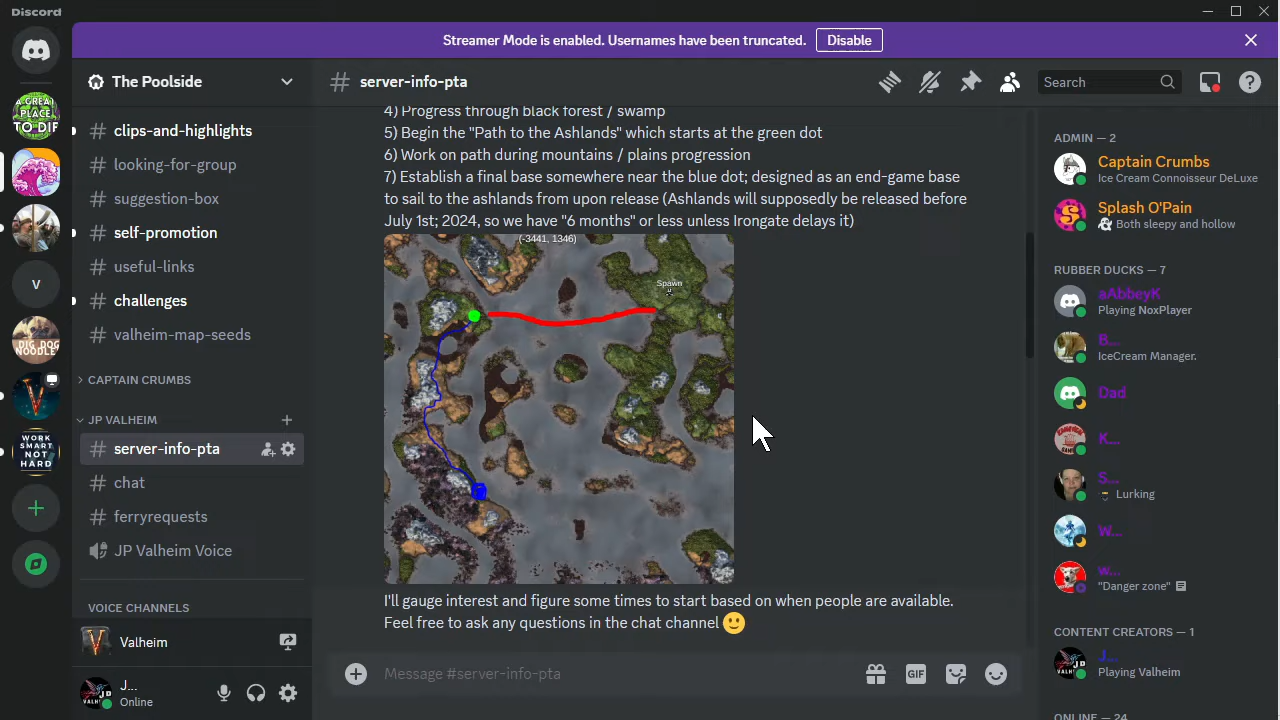 Discord
Streamer Mode is enabled. Usernames have been truncated.
Disable
A GREAT
PLACE
TO DIE
V
DIG DOG
NOODLE
V
WORK
SMART
NOT
HARD
The Poolside
clips-and-highlights
looking-for-group
suggestion-box
self-promotion
useful-links
challenges
valheim-map-seeds
CAPTAIN CRUMBS
JP VALHEIM
server-info-pta
chat
ferryrequests
JP Valheim Voice
VOICE CHANNELS
Valheim
J...
Online
server-info-pta
Search
4) Progress through black forest / swamp
5) Begin the "Path to the Ashlands" which starts at the green dot
6) Work on path during mountains / plains progression
7) Establish a final base somewhere near the blue dot; designed as an end-game base
to sail to the ashlands from upon release (Ashlands will supposedly be released before
July 1st; 2024, so we have "6 months" or less unless Irongate delays it)
(-3441, 1346)
Spawn
I'll gauge interest and figure some times to start based on when people are available.
Feel free to ask any questions in the chat channel 🙂
Message #server-info-pta
GIF
ADMIN — 2
Captain Crumbs
Ice Cream Connoisseur DeLuxe
Splash O'Pain
Both sleepy and hollow
RUBBER DUCKS — 7
aAbbeyK
Playing NoxPlayer
B...
IceCream Manager.
Dad
K...
S...
Lurking
W...
w...
"Danger zone"
CONTENT CREATORS — 1
J...
Playing Valheim
ONLINE — 24